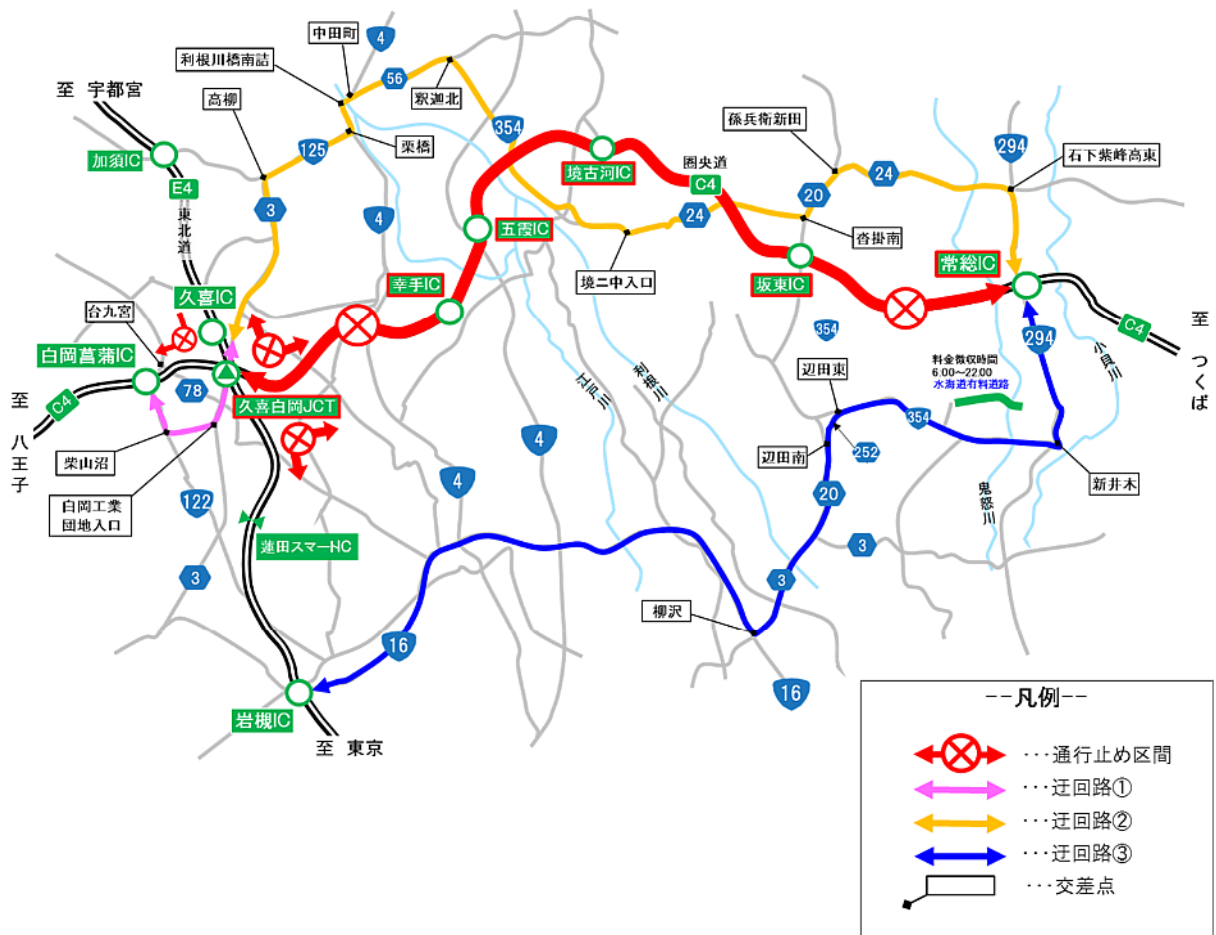 中田町
4
利根川橋南詰
56
至 宇都宮
高柳
釈迦北
354
孫兵衛新田
294
石下紫峰高東
加須IC
125
栗橋
境古河IC
圏央道
C4
24
20
E4
東北道
3
4
五霞IC
24
沓掛南
境二中入口
坂東IC
常総IC
久喜IC
幸手IC
台九宮
白岡菖蒲IC
354
294
C4
至 つくば
小貝川
料金徴収時間
6:00~22:00
水海道有料道路
78
久喜白岡JCT
江戸川
利根川
辺田東
C4
至 八王子
354
柴山沼
4
辺田南
252
新井木
白岡工業
団地入口
122
4
20
鬼怒川
蓮田スマートIC
3
3
3
柳沢
16
16
岩槻IC
至 東京
--凡例--
···通行止め区間
···迂回路①
···迂回路②
···迂回路③
···交差点